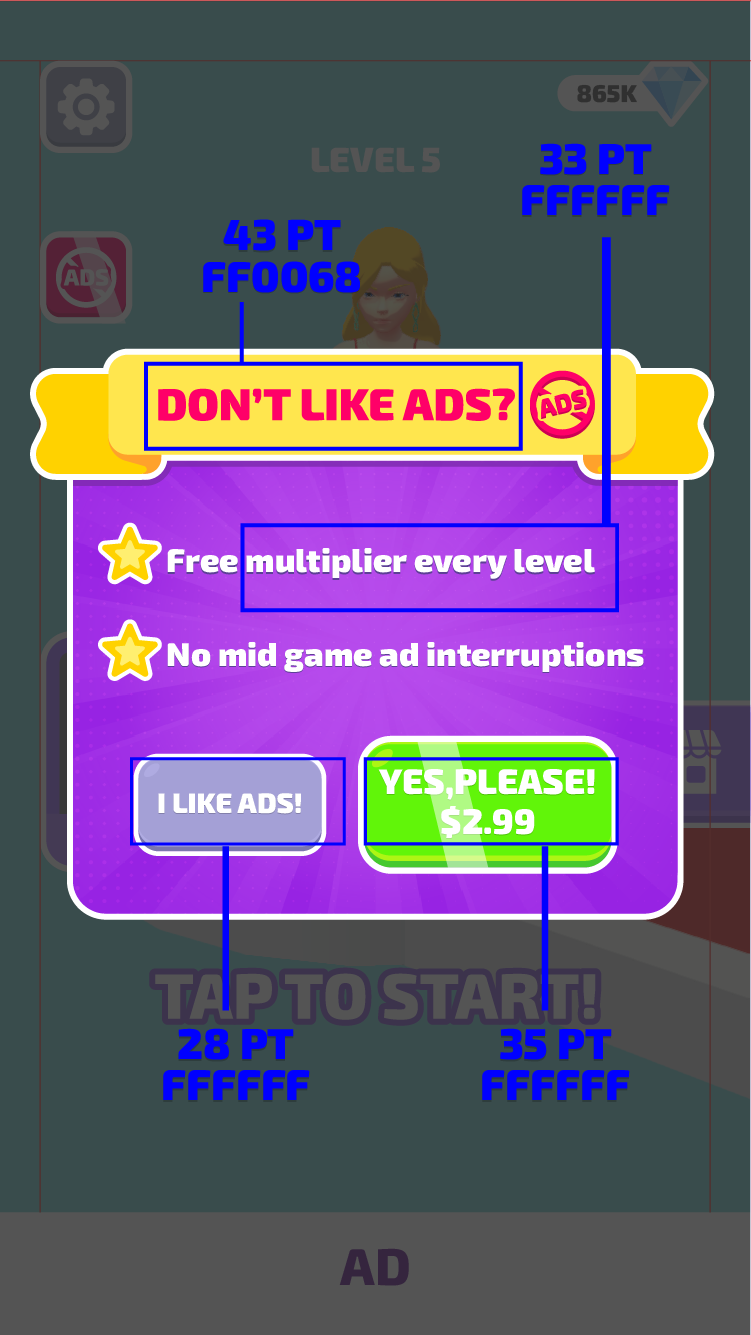 865K
LEVEL 5
33 PT
FFFFFF
43 PT
FF0068
ADS
DON'T LIKE ADS?
ADS
Free multiplier every level
No mid game ad interruptions
I LIKE ADS!
YES,PLEASE!
$2.99
TAP TO START!
28 PT
FFFFFF
35 PT
FFFFFF
AD